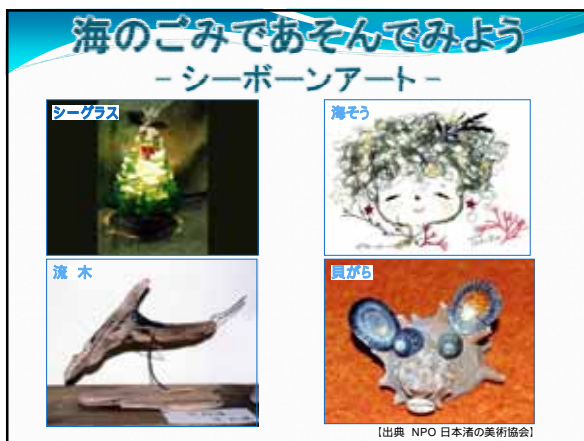 海のごみであそんでみよう
- シーボーンアート -
シーグラス
海そう
流 木
貝がら
[出典 NPO 日本渚の美術協会]